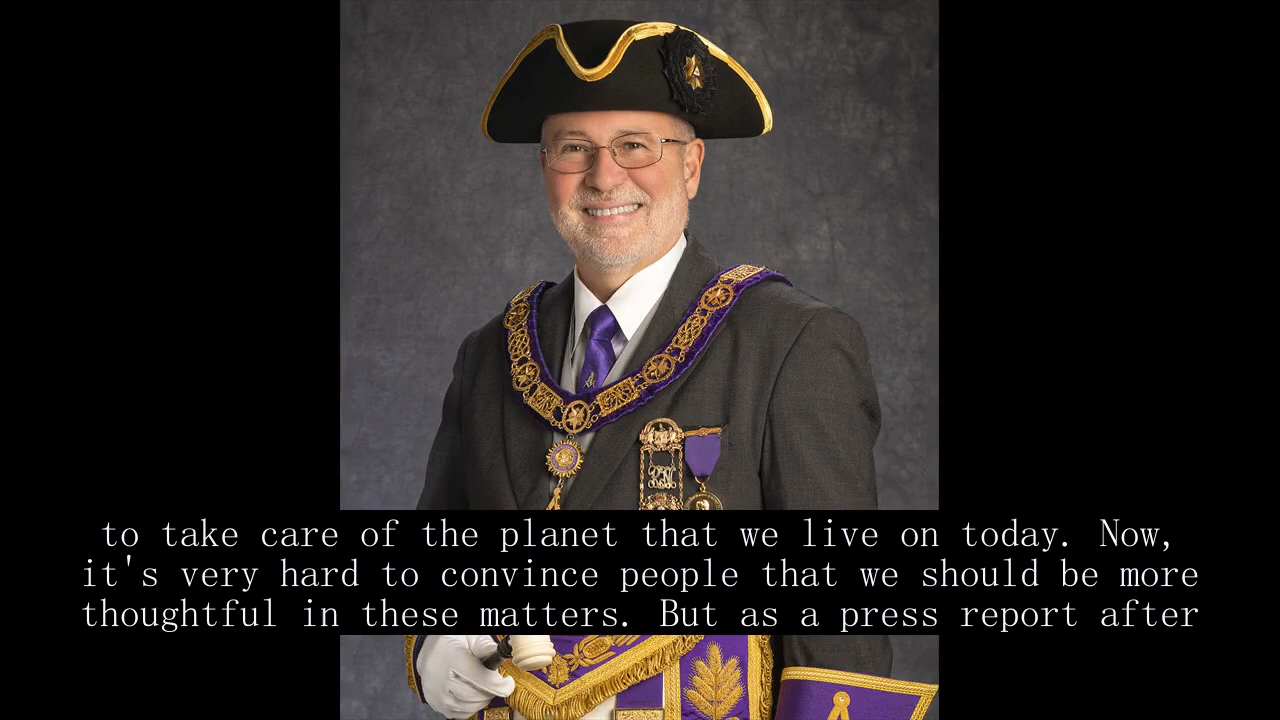 to take care of the planet that we live on today. Now,
it's very hard to convince people that we should be more
thoughtful in these matters. But as a press report after